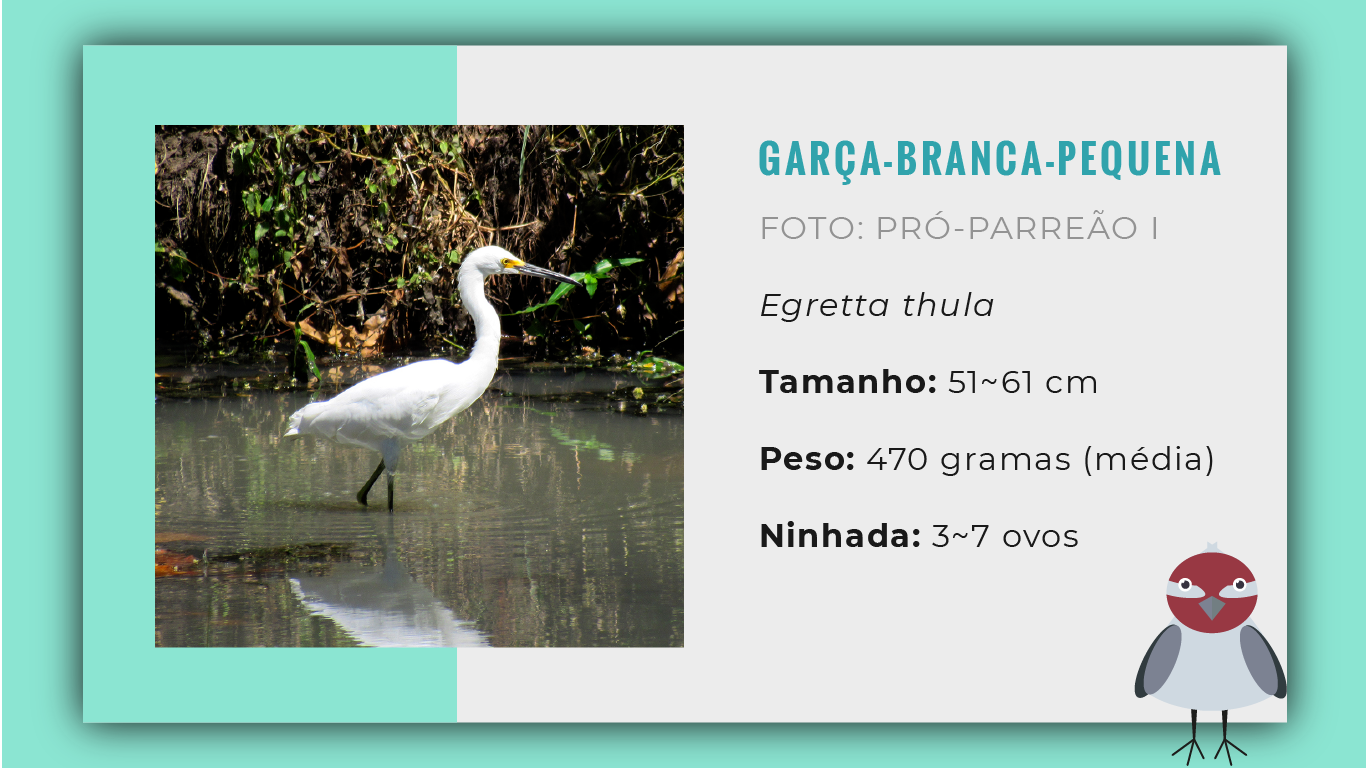 GARÇA-BRANCA-PEQUENA
FOTO: PRÓ-PARREÃO I
Egretta thula
Tamanho: 51~61 cm
Peso: 470 gramas (média)
Ninhada: 3~7 ovos